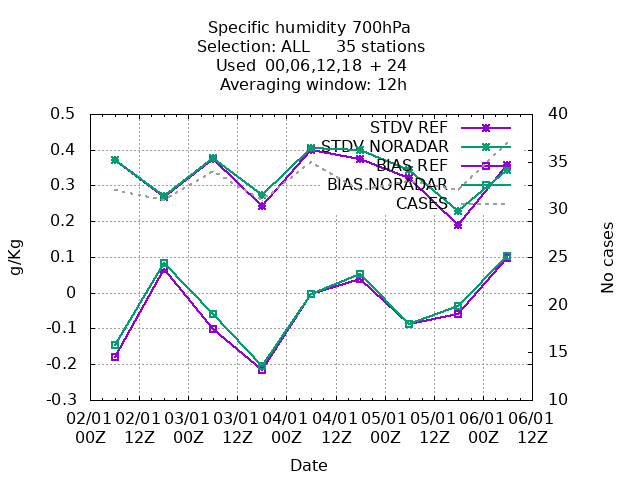 Specific humidity 700hPa
Selection: ALL 35 stations
Used 00,06,12,18 + 24
Averaging window: 12h
STDV REF
STDV NORADAR
BIAS REF
BIAS NORADAR
CASES
0.5
0.4
0.3
0.2
0.1
0
-0.1
-0.2
-0.3
g/Kg
40
35
30
25
20
15
10
No cases
02/01 02/01 03/01 03/01 04/01 04/01 05/01 05/01 06/01 06/01
00Z 12Z 00Z 12Z 00Z 12Z 00Z 12Z 00Z 12Z
Date